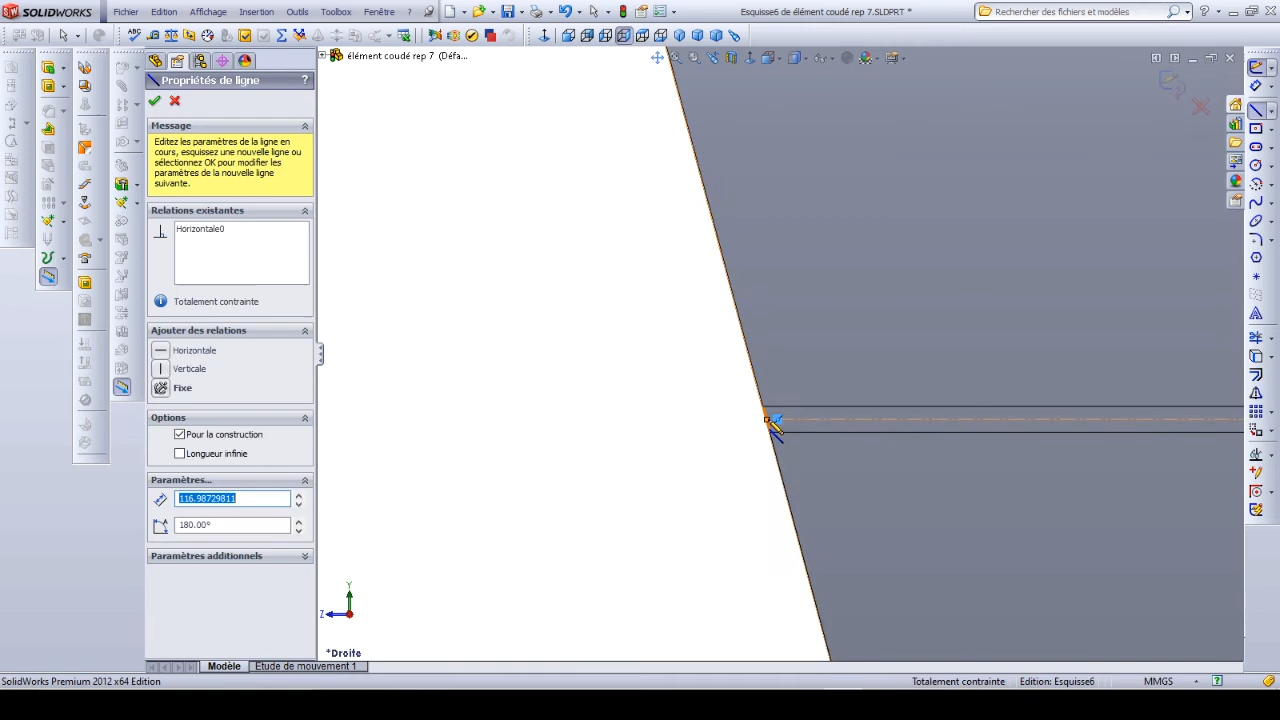 SOLIDWORKS
Fichier Edition Affichage Insertion Outils Toolbox Fenêtre
Esquisse6 de élément coudé rep 7.SLDPRT *
Rechercher des fichiers et modèles
élément coudé rep 7 (Défa...
Propriétés de ligne
?
Message
Editez les paramètres de la ligne en
cours, esquissez une nouvelle ligne ou
sélectionnez OK pour modifier les
paramètres de la nouvelle ligne
suivante.
Relations existantes
Horizontale0
Totalement contrainte
Ajouter des relations
Horizontale
Verticale
Fixe
Options
Pour la construction
Longueur infinie
Paramètres...
116.98729811
180.00°
Paramètres additionnels
Y
Z
*Droite
Modèle
Etude de mouvement 1
SolidWorks Premium 2012 x64 Edition
Totalement contrainte
Edition: Esquisse6
MMGS
?